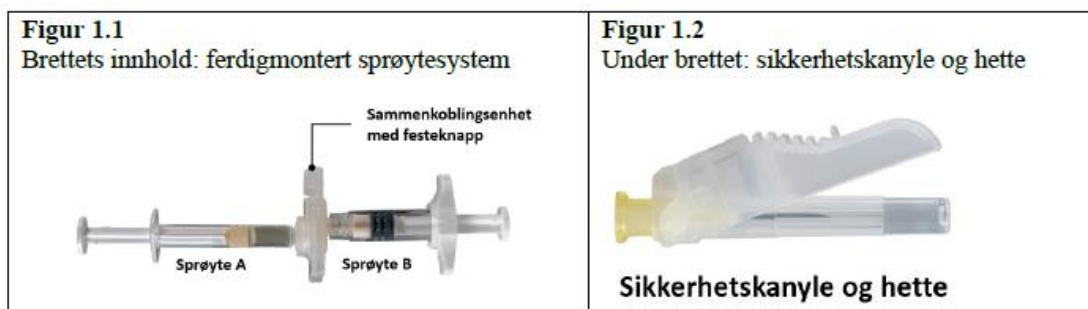 Figur 1.1
Brettets innhold: ferdigmontert sprøytesystem
Sammenkoblingsenhet
med festeknapp
Sprøyte A
Sprøyte B
Figur 1.2
Under brettet: sikkerhetskanyle og hette
Sikkerhetskanyle og hette